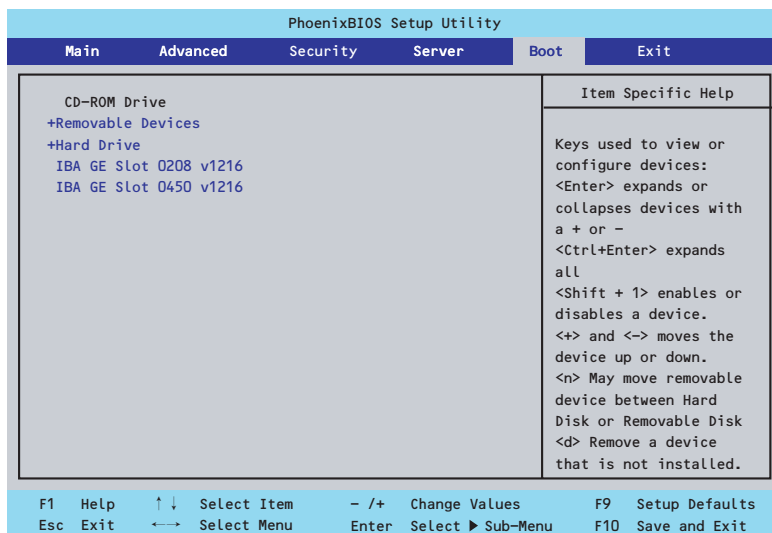 PhoenixBIOS Setup Utility
Main Advanced Security Server Boot Exit
CD-ROM Drive
+Removable Devices
+Hard Drive
IBA GE Slot 0208 v1216
IBA GE Slot 0450 v1216
Item Specific Help
Keys used to view or
configure devices:
<Enter> expands or
collapses devices with
a + or -
<Ctrl+Enter> expands
all
<Shift + 1> enables or
disables a device.
<+> and <-> moves the
device up or down.
<n> May move removable
device between Hard
Disk or Removable Disk
<d> Remove a device
that is not installed.
F1 Help ↑↓ Select Item - /+ Change Values F9 Setup Defaults
Esc Exit ←→ Select Menu Enter Select ▶ Sub-Menu F10 Save and Exit